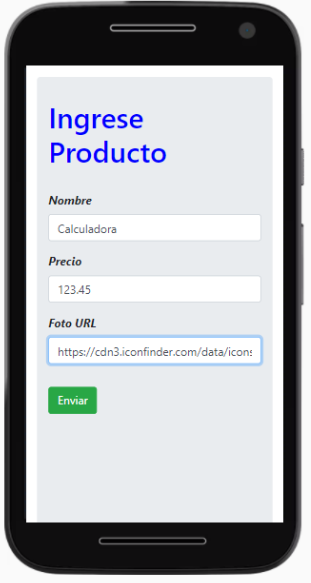 Ingrese
Producto
Nombre
Calculadora
Precio
123.45
Foto URL
https://cdn3.iconfinder.com/data/icons
Enviar